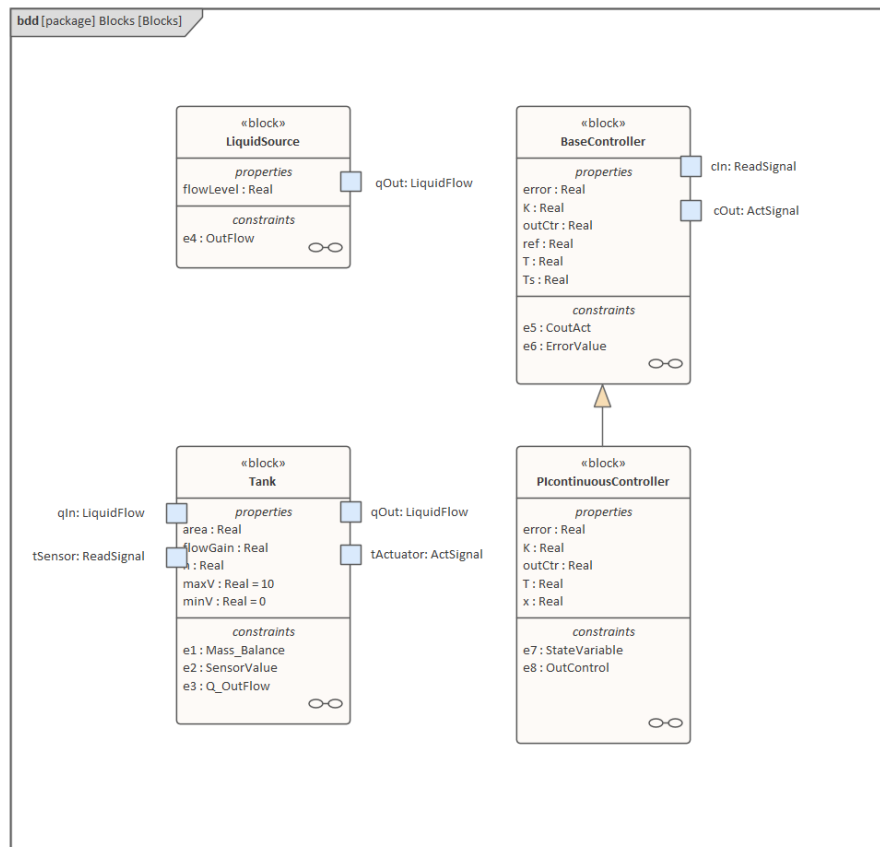 bdd [package] Blocks [Blocks]
«block»
LiquidSource
properties
flowLevel : Real
constraints
e4 : OutFlow
qOut: LiquidFlow
«block»
BaseController
properties
error : Real
K : Real
outCtr : Real
ref : Real
T : Real
Ts : Real
constraints
e5 : CoutAct
e6 : ErrorValue
cIn: ReadSignal
cOut: ActSignal
qIn: LiquidFlow
tSensor: ReadSignal
«block»
Tank
properties
area : Real
flowGain : Real
: Real
maxV : Real = 10
minV : Real = 0
constraints
e1 : Mass_Balance
e2 : SensorValue
e3 : Q_OutFlow
qOut: LiquidFlow
tActuator: ActSignal
«block»
PIcontinuousController
properties
error : Real
K : Real
outCtr : Real
T : Real
x : Real
constraints
e7 : StateVariable
e8 : OutControl